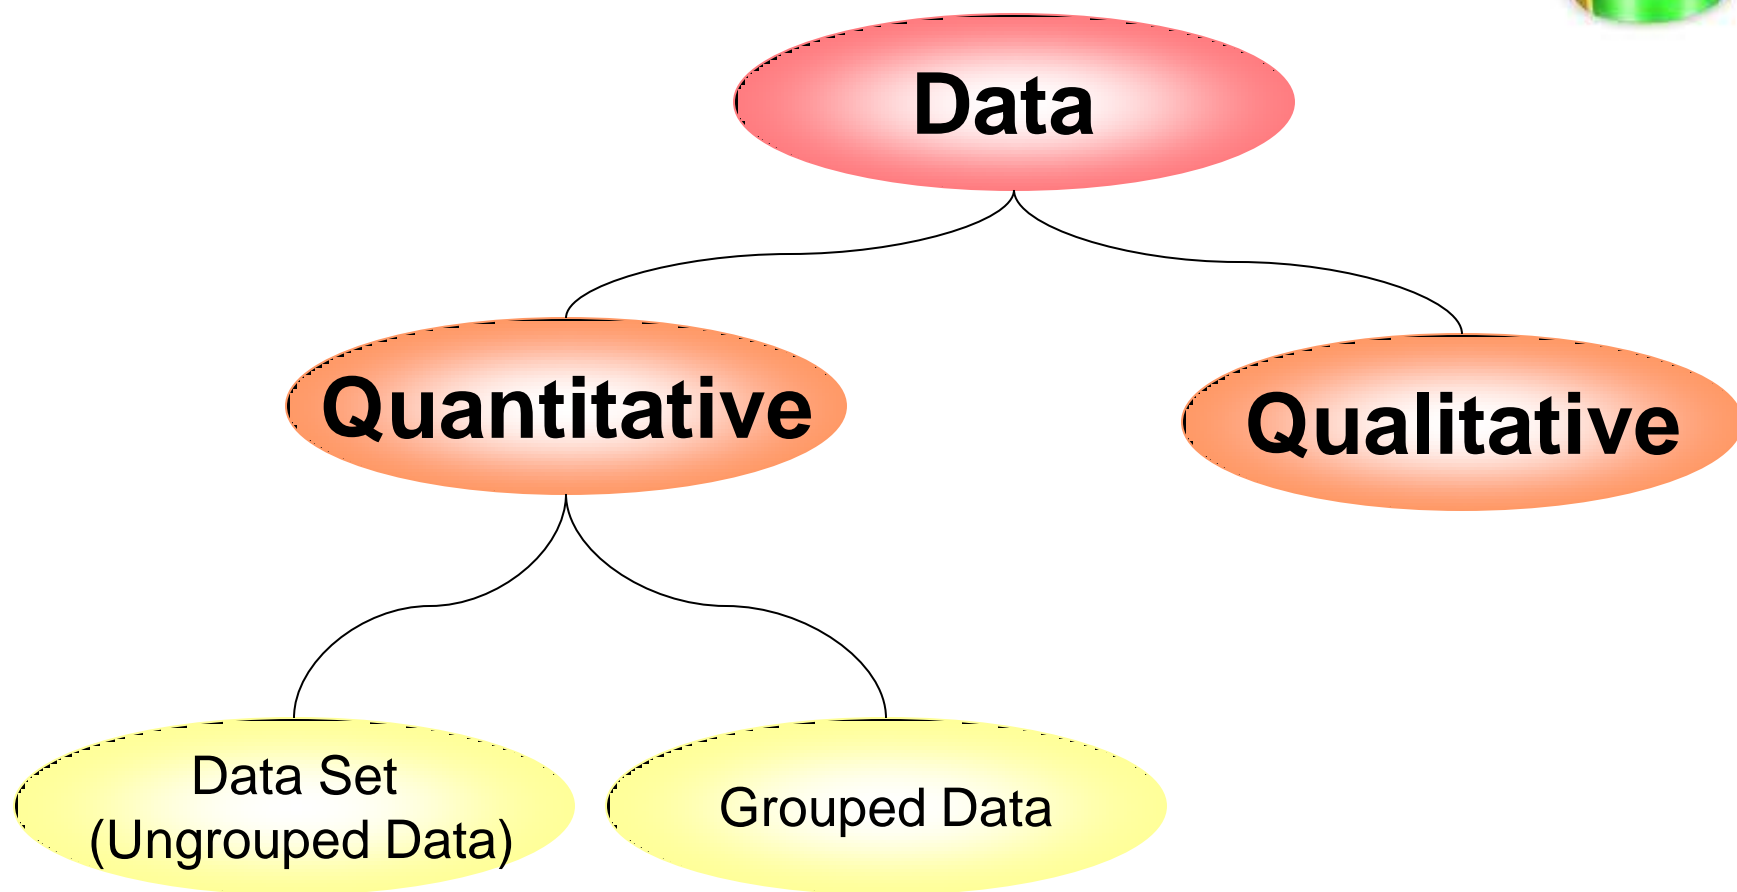 Data
Quantitative
Qualitative
Data Set
(Ungrouped Data)
Grouped Data